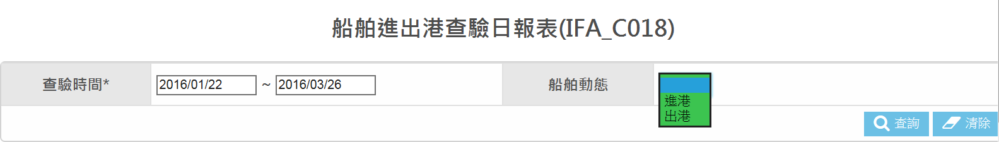 船舶進出港查驗日報表(IFA_C018)
查驗時間* 2016/01/22 ~ 2016/03/26 船舶動態
進港
出港
查詢 清除